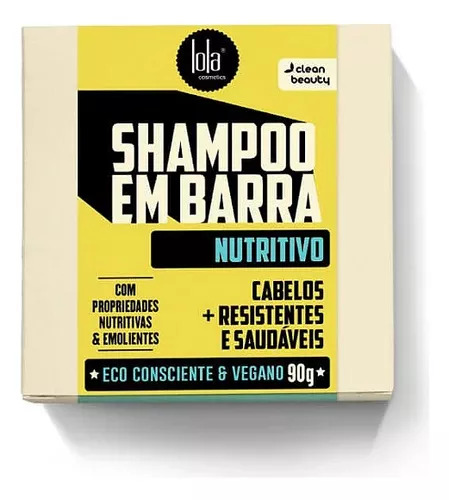 lola®
cosmetics
clean
beauty
SHAMPOO
EM BARRA
NUTRITIVO
COM
PROPRIEDADES
NUTRITIVAS
& EMOLIENTES
CABELOS
+ RESISTENTES
E SAUDÁVEIS
★ ECO CONSCIENTE & VEGANO 90g ★